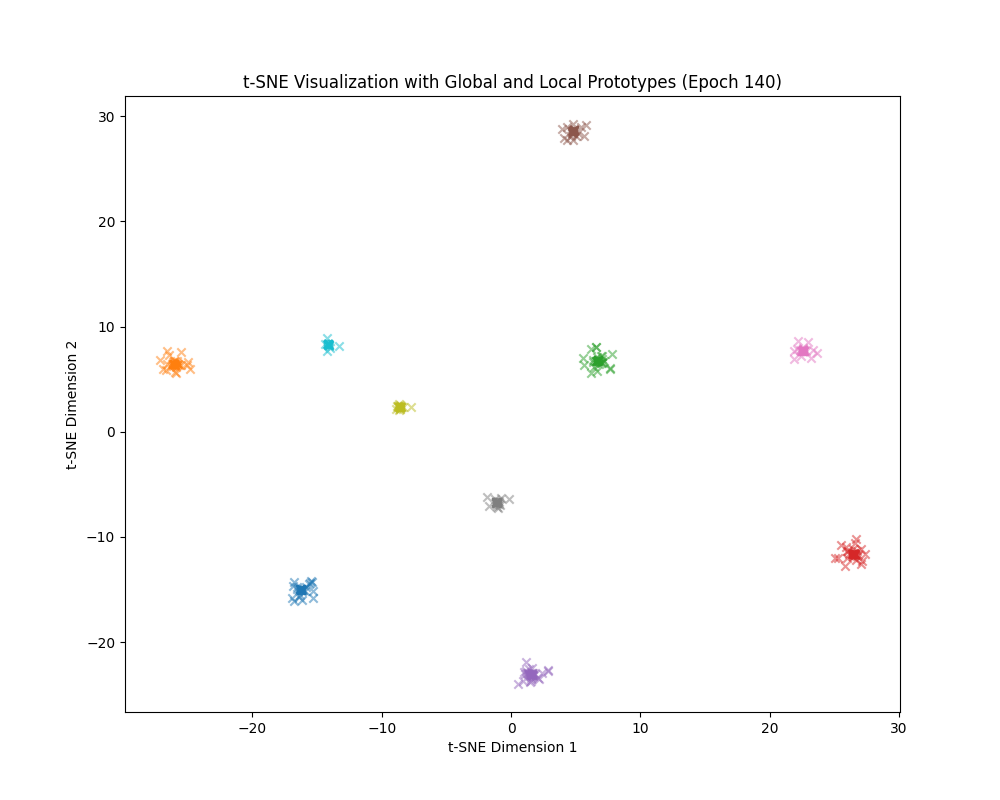 t-SNE Visualization with Global and Local Prototypes (Epoch 140)
30
20
10
0
−10
−20
t-SNE Dimension 2
−20 −10 0 10 20 30
t-SNE Dimension 1